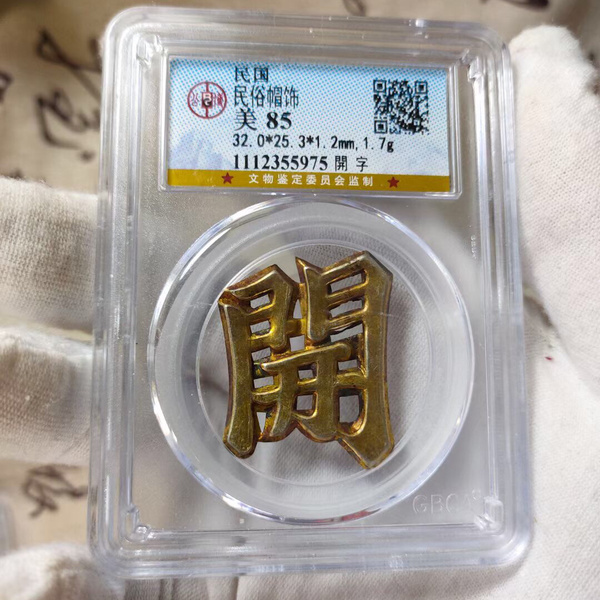 民国
民俗帽饰
美 85
32.0*25.3*1.2mm,1.7g
1112355975 開 字
★ 文物鉴定委员会监制 ★
開